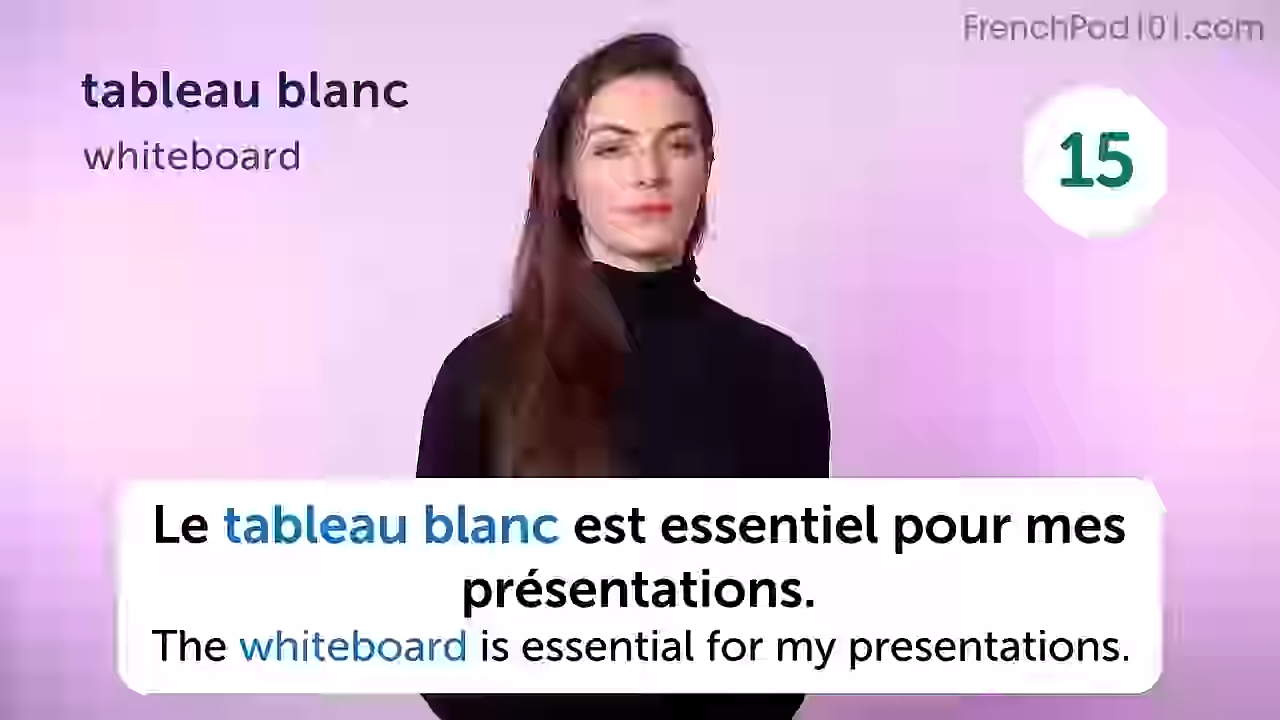 FrenchPod101.com
tableau blanc
whiteboard
15
Le tableau blanc est essentiel pour mes
présentations.
The whiteboard is essential for my presentations.